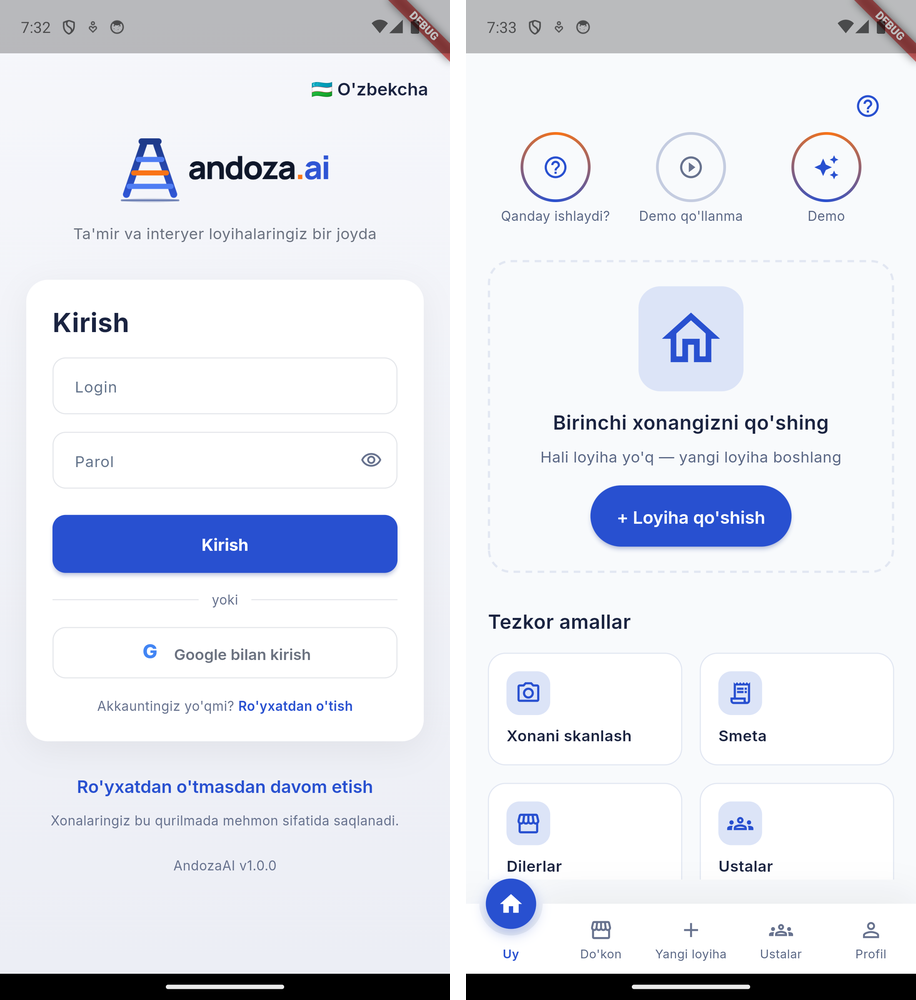 7:32
DEBUG
O'zbekcha
andoza.ai
Ta'mir va interyer loyihalaringiz bir joyda
Kirish
Login
Parol
Kirish
yoki
G Google bilan kirish
Akkauntingiz yo'qmi? Ro'yxatdan o'tish
Ro'yxatdan o'tmasdan davom etish
Xonalaringiz bu qurilmada mehmon sifatida saqlanadi.
AndozaAI v1.0.0
7:33
DEBUG
Qanday ishlaydi? Demo qo'llanma Demo
Birinchi xonangizni qo'shing
Hali loyiha yo'q — yangi loyiha boshlang
+ Loyiha qo'shish
Tezkor amallar
Xonani skanlash Smeta
Dilerlar Ustalar
Uy Do'kon Yangi loyiha Ustalar Profil